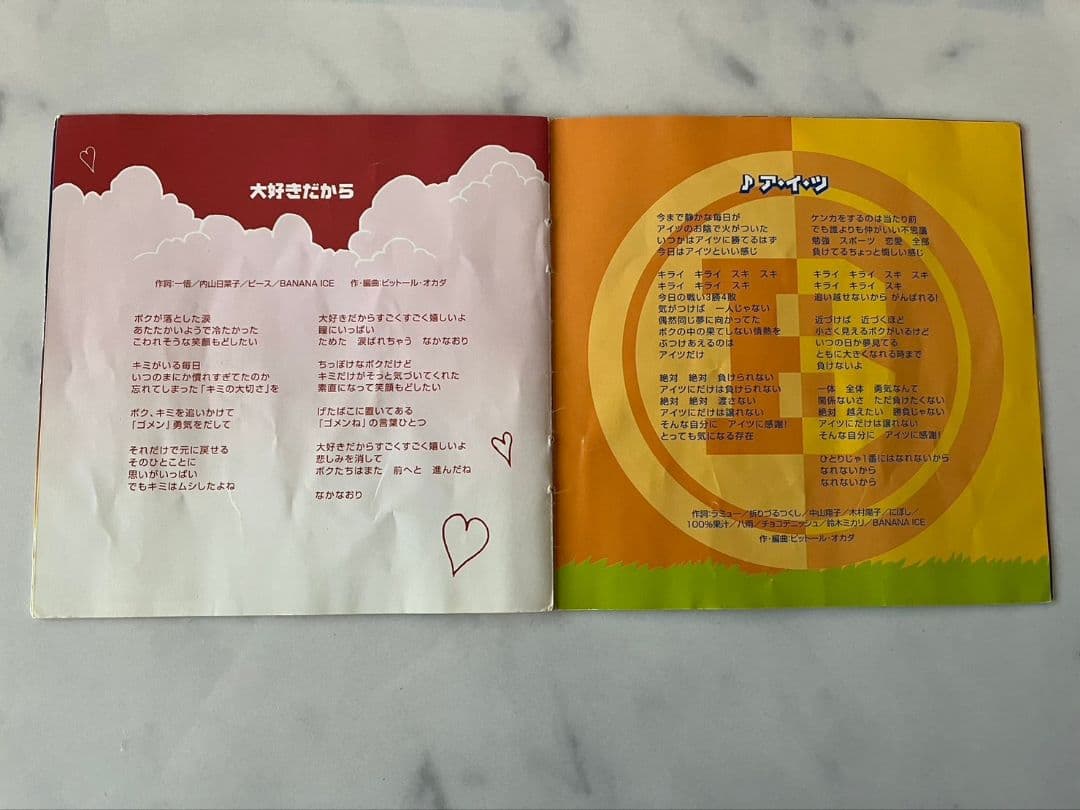 大好きだから
作詞:一悟／内山日菜子／ピース／BANANA ICE　作・編曲:ピットール・オカダ
ボクが落とした涙
あたたかいようで冷たかった
こわれそうな笑顔もどしたい
キミがいる毎日
いつのまにか慣れすぎてたのか
忘れてしまった「キミの大切さ」を
ボク、キミを追いかけて
「ゴメン」勇気をだして
それだけで元に戻せる
そのひとことに
思いがいっぱい
でもキミはムシしたよね
大好きだからすごくすごく嬉しいよ
瞳にいっぱい
ためた　涙ばれちゃう　なかなおり
ちっぽけなボクだけど
キミだけがそっと気づいてくれた
素直になって笑顔もどしたい
げたばこに置いてある
「ゴメンね」の言葉ひとつ
大好きだからすごくすごく嬉しいよ
悲しみを消して
ボクたちはまた　前へと　進んだね
なかなおり
♪ア・イ・ツ
今まで静かな毎日が
アイツのお陰で火がついた
いつかはアイツに勝てるはず
今日はアイツといい感じ
キライ　キライ　スキ　スキ
キライ　キライ　スキ　スキ
今日の戦い3勝4敗
気がつけば　一人じゃない
偶然同じ夢に向かってた
ボクの中の果てしない情熱を
ぶつけあえるのは
アイツだけ
絶対　絶対　負けられない
アイツにだけは負けられない
絶対　絶対　渡さない
アイツにだけは譲れない
そんな自分に　アイツに感謝!
とっても気になる存在
ケンカをするのは当たり前
でも誰よりも仲がいい不思議
勉強　スポーツ　恋愛　全部
負けてるちょっと悔しい感じ
キライ　キライ　スキ　スキ
キライ　キライ　スキ　スキ
追い越せないから　がんばれる!
近づけば　近づくほど
小さく見えるボクがいるけど
いつの日か夢見てる
ともに大きくなれる時まで
負けないよ
一体　全体　勇気なんて
関係ないさ　ただ負けたくない
絶対　越えたい　勝負じゃない
アイツにだけは譲れない
そんな自分に　アイツに感謝!
ひとりじゃ1番にはなれないから
なれないから
なれないから
作詞:ラミュー／折りづるつくし／中山翔子／木村陽子／にぼし／
100%果汁／八雨／チョコデニッシュ／鈴木ミカリ／BANANA ICE
作・編曲:ピットール・オカダ